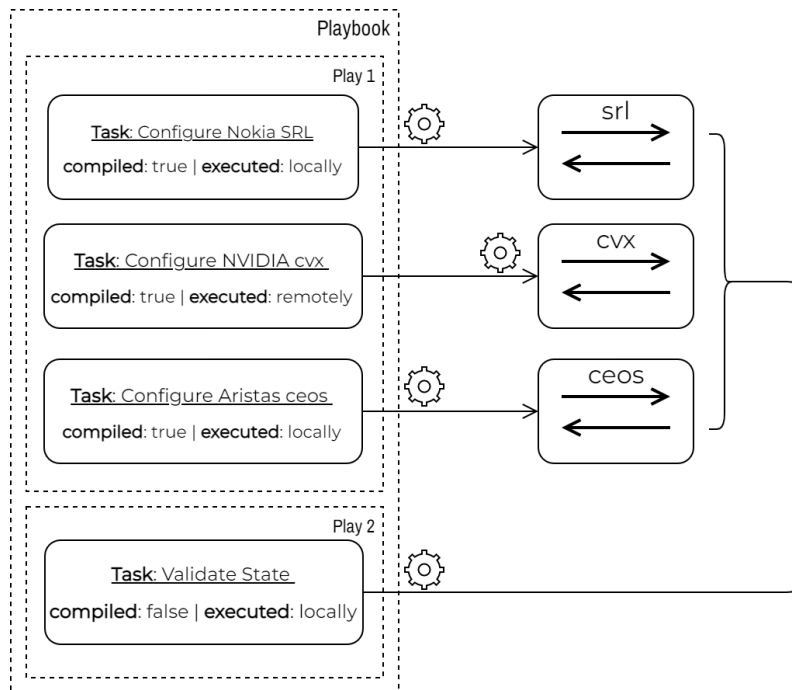 Playbook
Play 1
Task: Configure Nokia SRL
compiled: true | executed: locally
srl
Task: Configure NVIDIA cvx
compiled: true | executed: remotely
cvx
Task: Configure Aristas ceos
compiled: true | executed: locally
ceos
Play 2
Task: Validate State
compiled: false | executed: locally